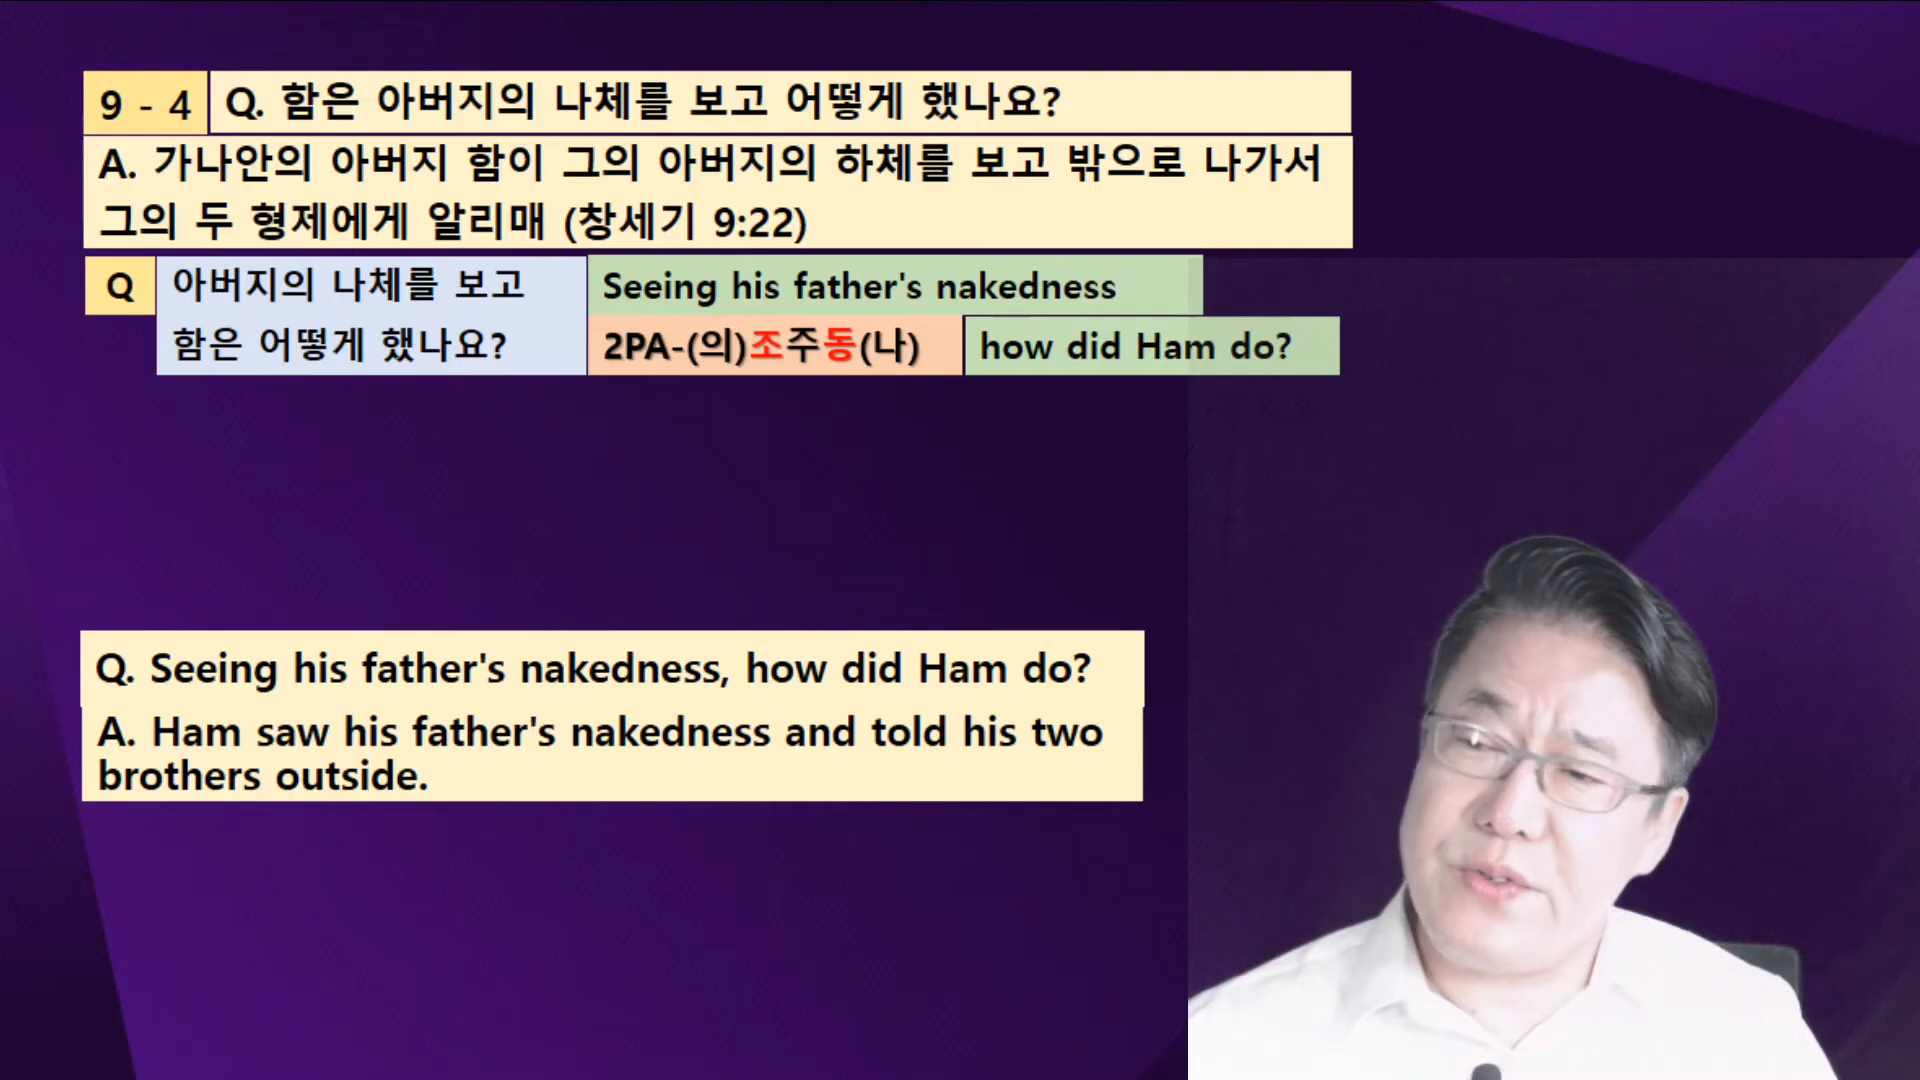 9 - 4 Q. 함은 아버지의 나체를 보고 어떻게 했나요?
A. 가나안의 아버지 함이 그의 아버지의 하체를 보고 밖으로 나가서
그의 두 형제에게 알리매 (창세기 9:22)
Q 아버지의 나체를 보고 Seeing his father's nakedness
함은 어떻게 했나요? 2PA-(의)조주동(나) how did Ham do?
Q. Seeing his father's nakedness, how did Ham do?
A. Ham saw his father's nakedness and told his two
brothers outside.